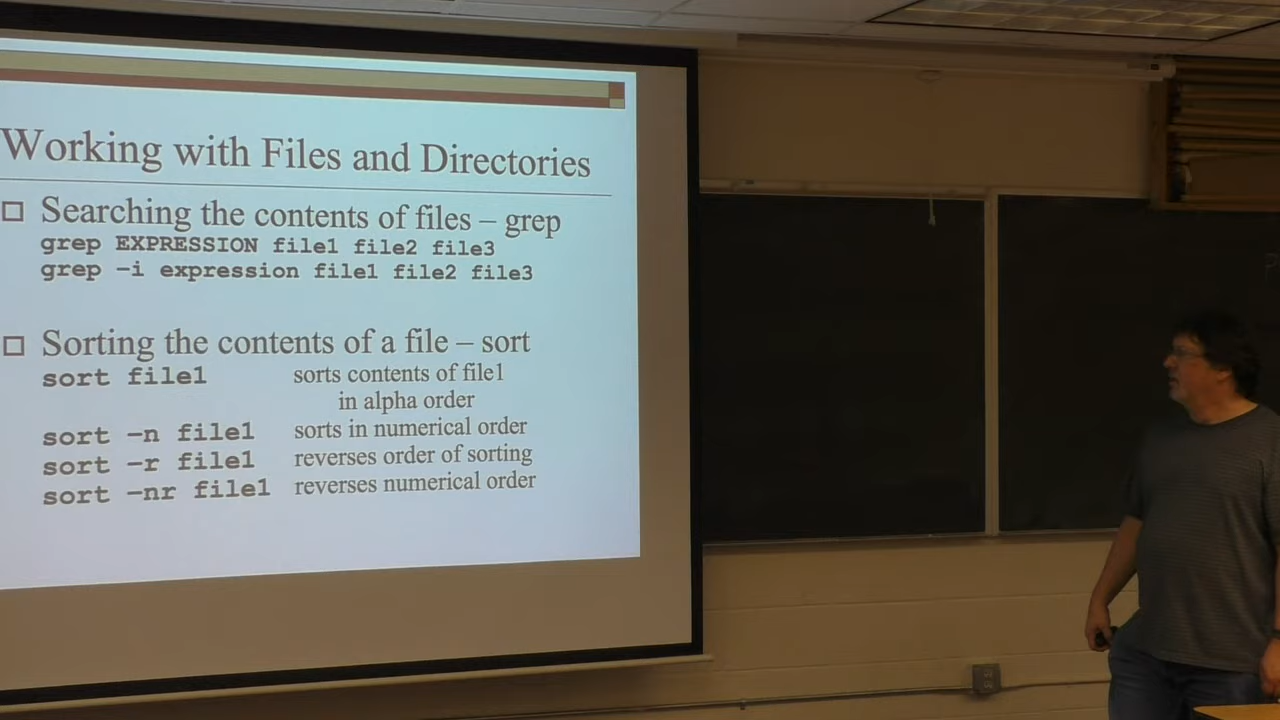 Working with Files and Directories
Searching the contents of files – grep
grep EXPRESSION file1 file2 file3
grep –i expression file1 file2 file3
Sorting the contents of a file – sort
sort file1 sorts contents of file1
in alpha order
sort –n file1 sorts in numerical order
sort –r file1 reverses order of sorting
sort –nr file1 reverses numerical order